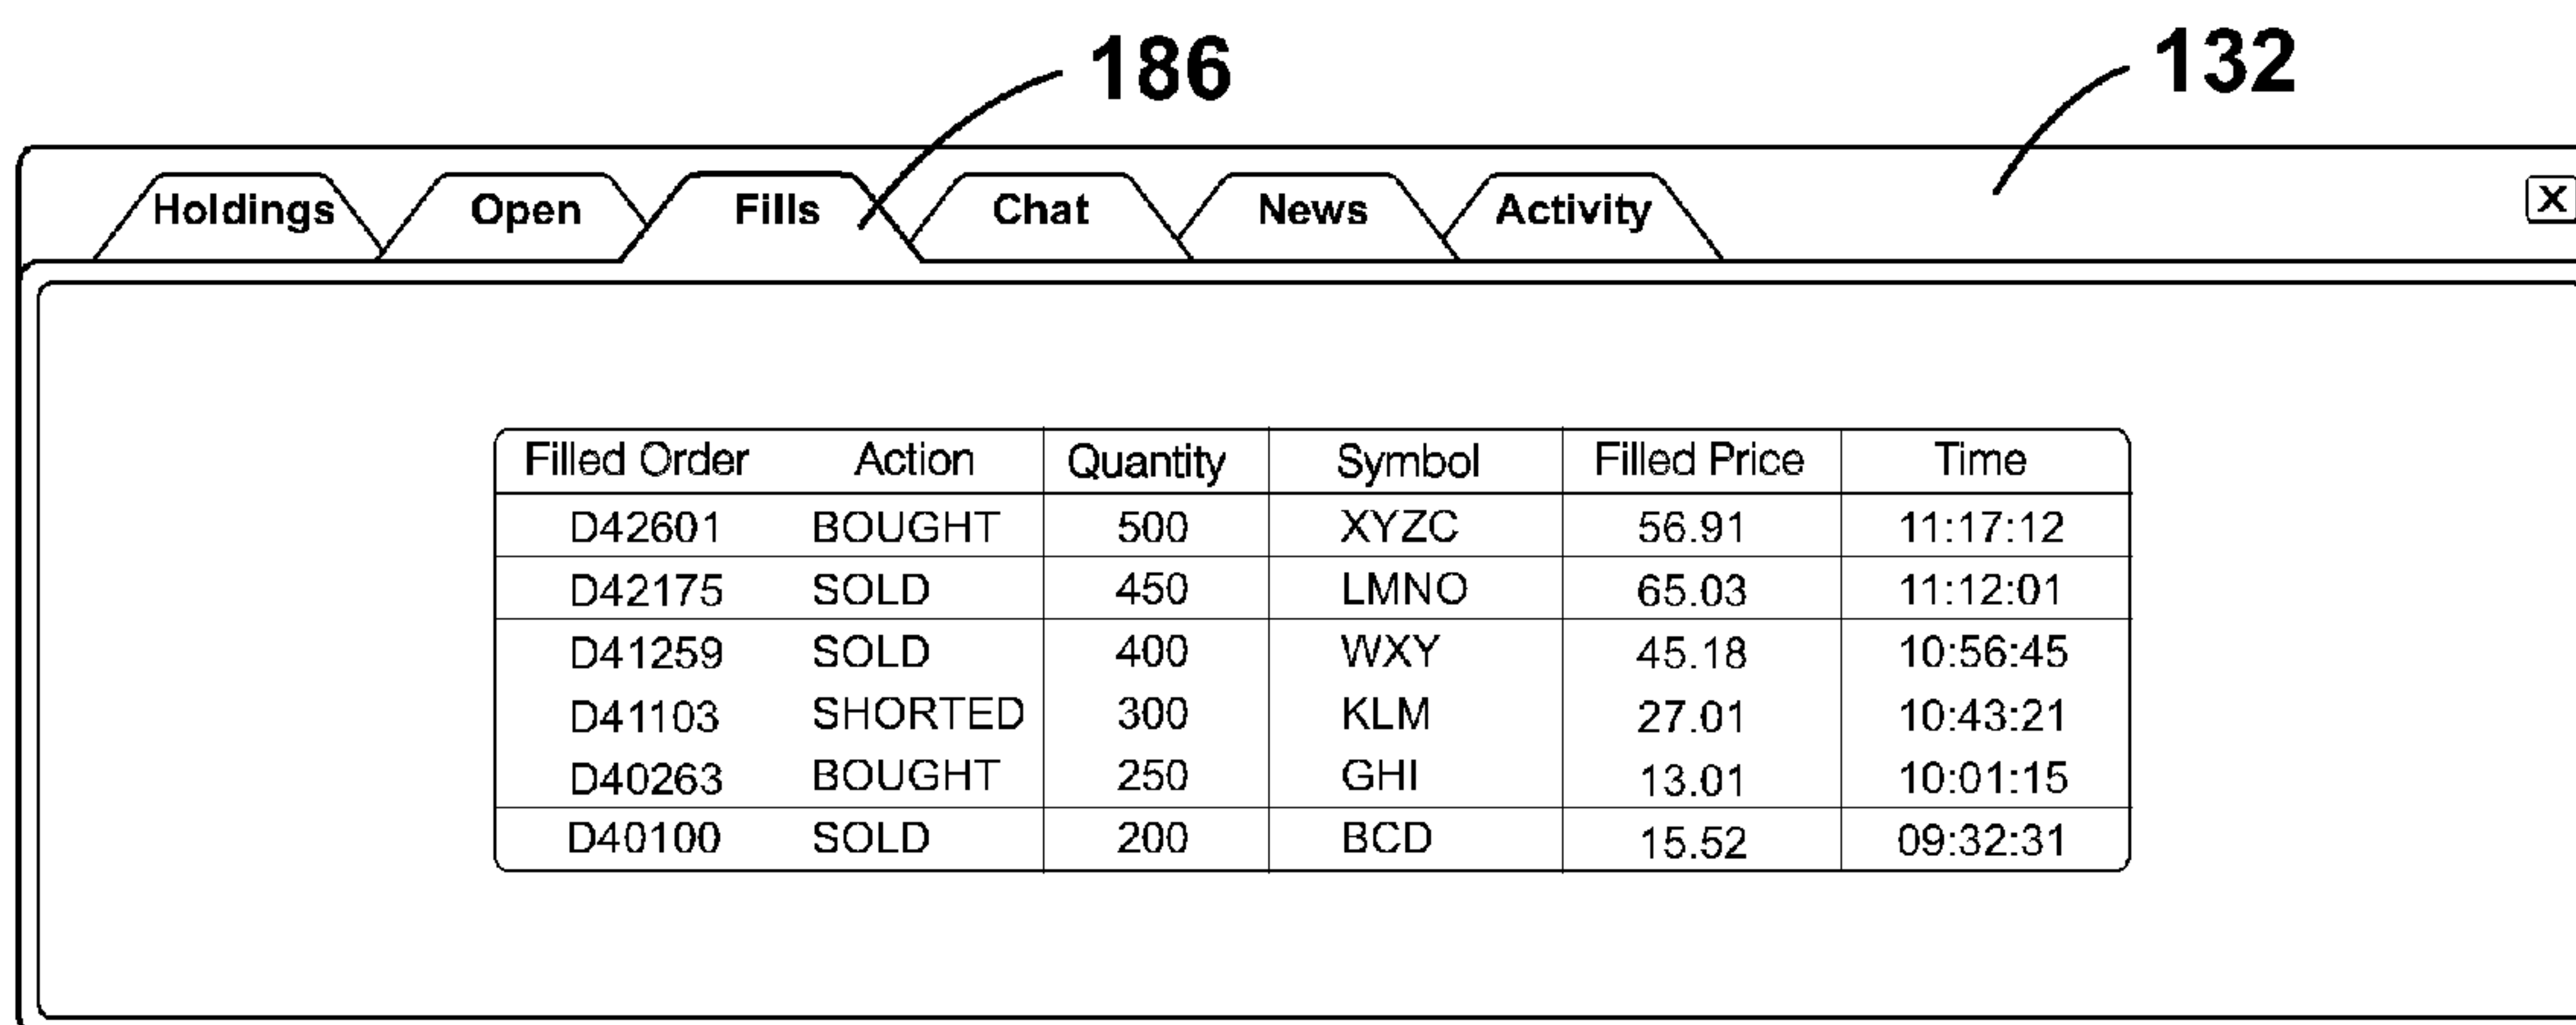 186 132
Holdings Open Fills Chat News Activity X
Filled Order Action Quantity Symbol Filled Price Time
D42601 BOUGHT 500 XYZC 56.91 11:17:12
D42175 SOLD 450 LMNO 65.03 11:12:01
D41259 SOLD 400 WXY 45.18 10:56:45
D41103 SHORTED 300 KLM 27.01 10:43:21
D40263 BOUGHT 250 GHI 13.01 10:01:15
D40100 SOLD 200 BCD 15.52 09:32:31